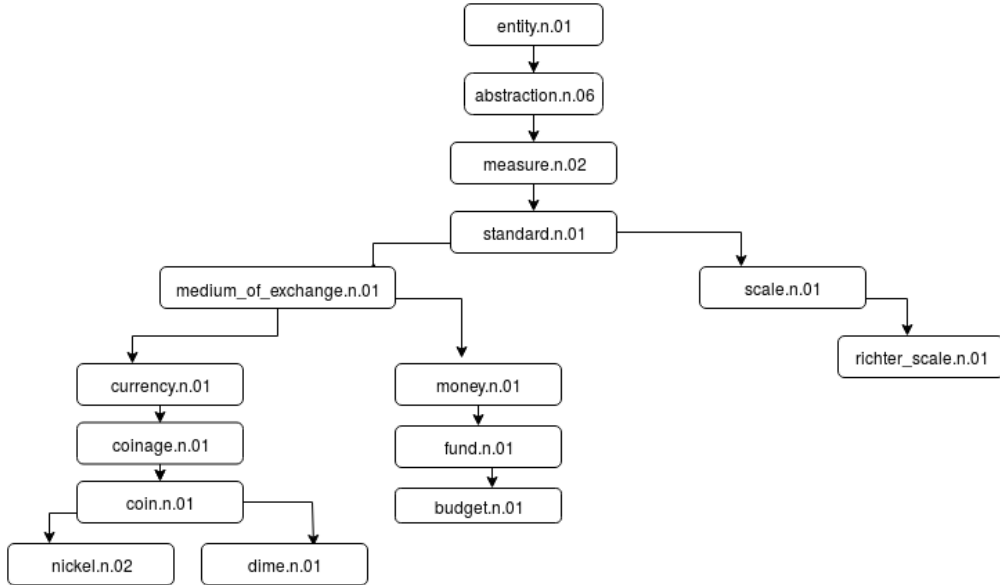 entity.n.01
abstraction.n.06
measure.n.02
standard.n.01
medium_of_exchange.n.01
scale.n.01
richter_scale.n.01
currency.n.01
money.n.01
coinage.n.01
fund.n.01
coin.n.01
budget.n.01
nickel.n.02
dime.n.01